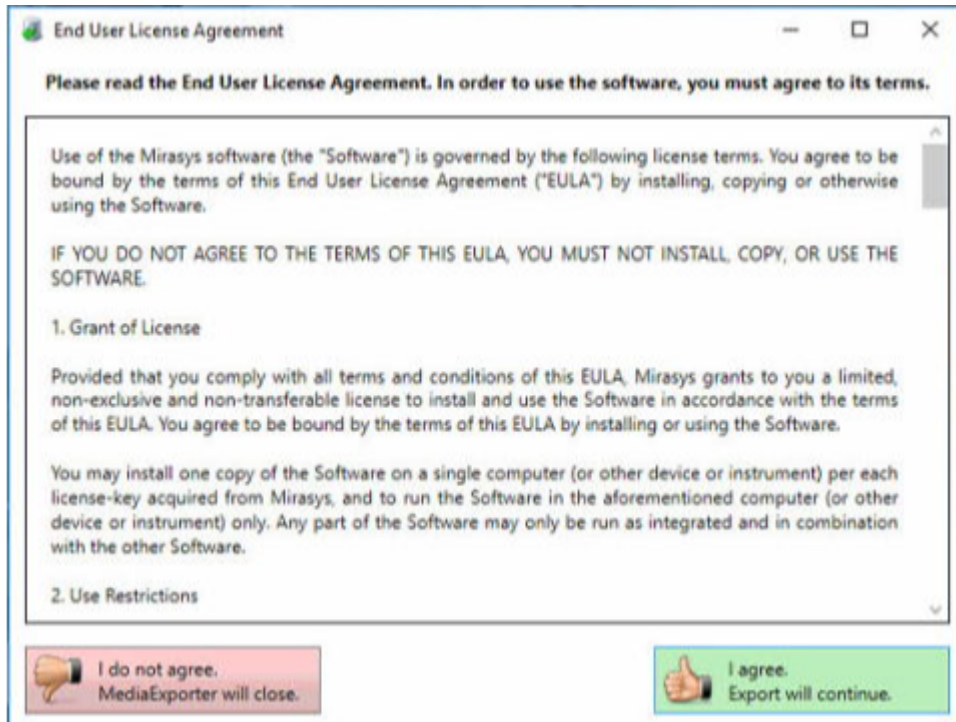 End User License Agreement
Please read the End User License Agreement. In order to use the software, you must agree to its terms.
Use of the Mirasys software (the "Software") is governed by the following license terms. You agree to be
bound by the terms of this End User License Agreement ("EULA") by installing, copying or otherwise
using the Software.
IF YOU DO NOT AGREE TO THE TERMS OF THIS EULA, YOU MUST NOT INSTALL, COPY, OR USE THE
SOFTWARE.
1. Grant of License
Provided that you comply with all terms and conditions of this EULA, Mirasys grants to you a limited,
non-exclusive and non-transferable license to install and use the Software in accordance with the terms
of this EULA. You agree to be bound by the terms of this EULA by installing or using the Software.
You may install one copy of the Software on a single computer (or other device or instrument) per each
license-key acquired from Mirasys, and to run the Software in the aforementioned computer (or other
device or instrument) only. Any part of the Software may only be run as integrated and in combination
with the other Software.
2. Use Restrictions
I do not agree.
MediaExporter will close.
I agree.
Export will continue.